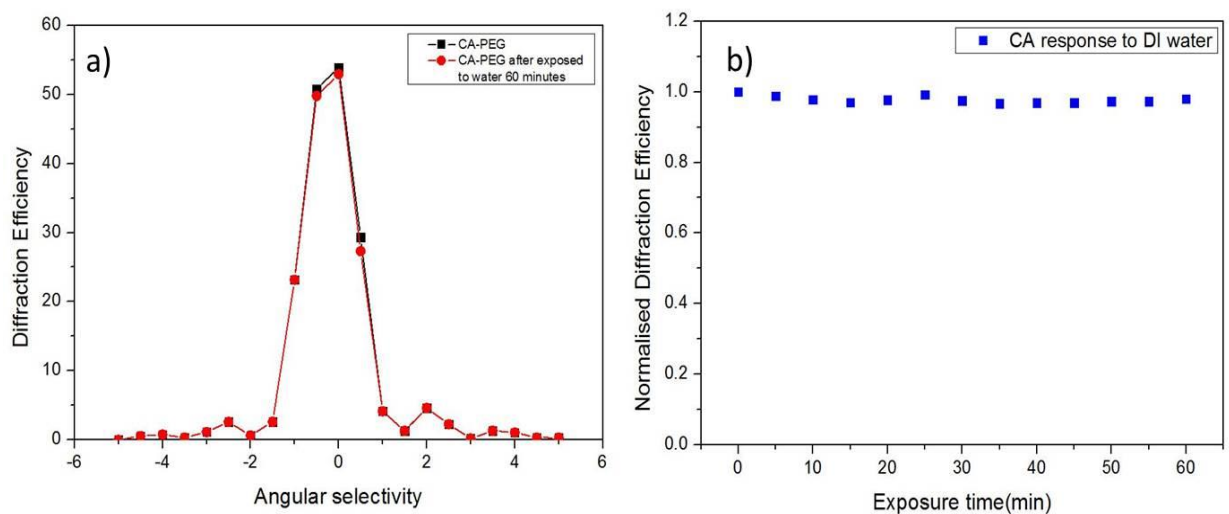 a)
CA-PEG
CA-PEG after exposed
to water 60 minutes
60
50
40
30
20
10
0
-6
-4
-2
0
2
4
6
Diffraction Efficiency
Angular selectivity
b)
CA response to DI water
1.2
1.0
0.8
0.6
0.4
0.2
0.0
0
10
20
30
40
50
60
Normalised Diffraction Efficiency
Exposure time(min)